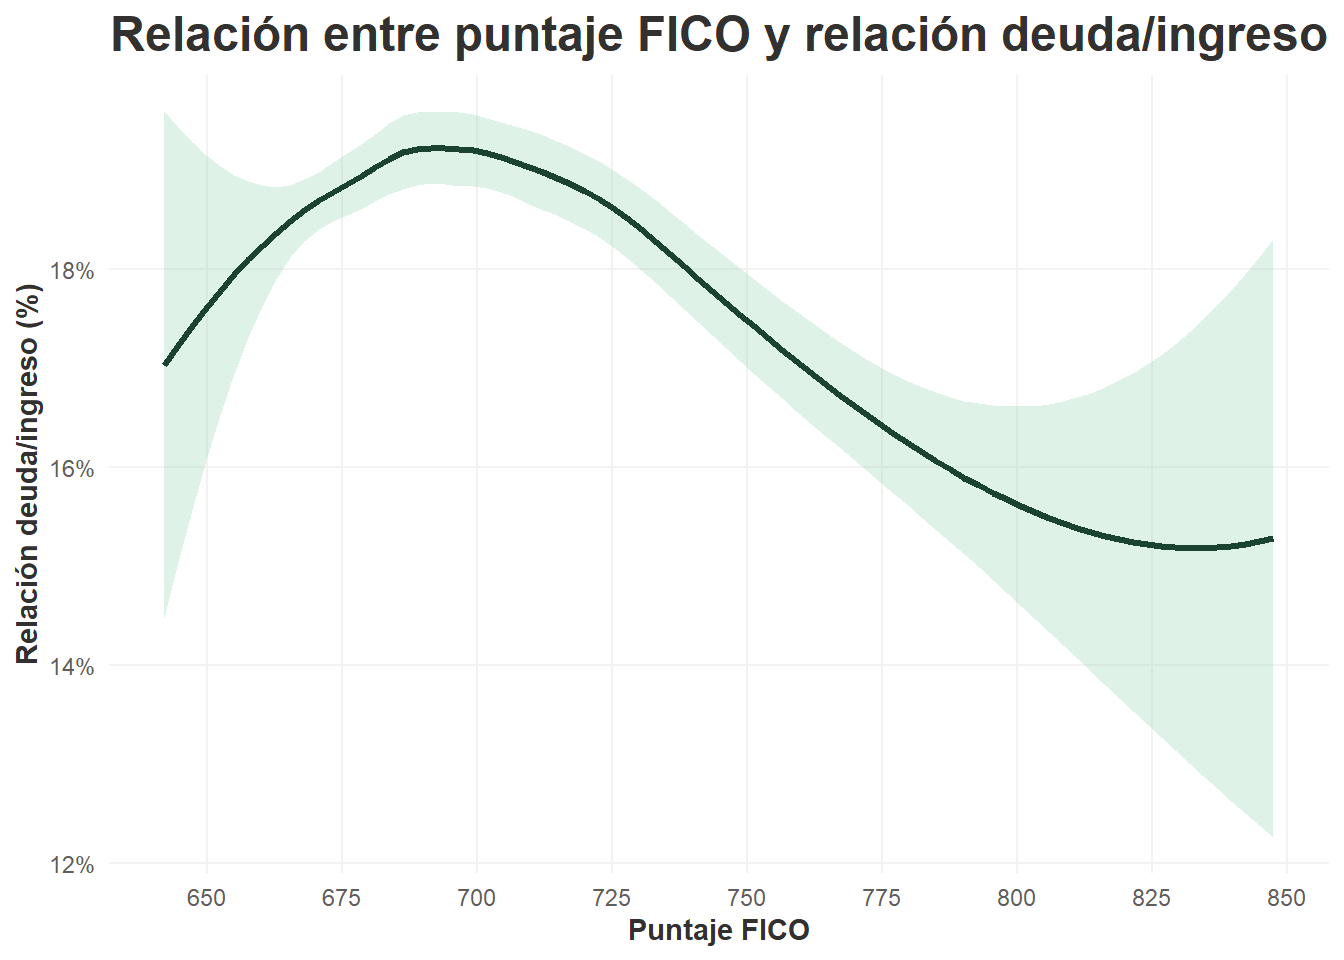 Relación entre puntaje FICO y relación deuda/ingreso
Relación deuda/ingreso (%)
18%
16%
14%
12%
650 675 700 725 750 775 800 825 850
Puntaje FICO